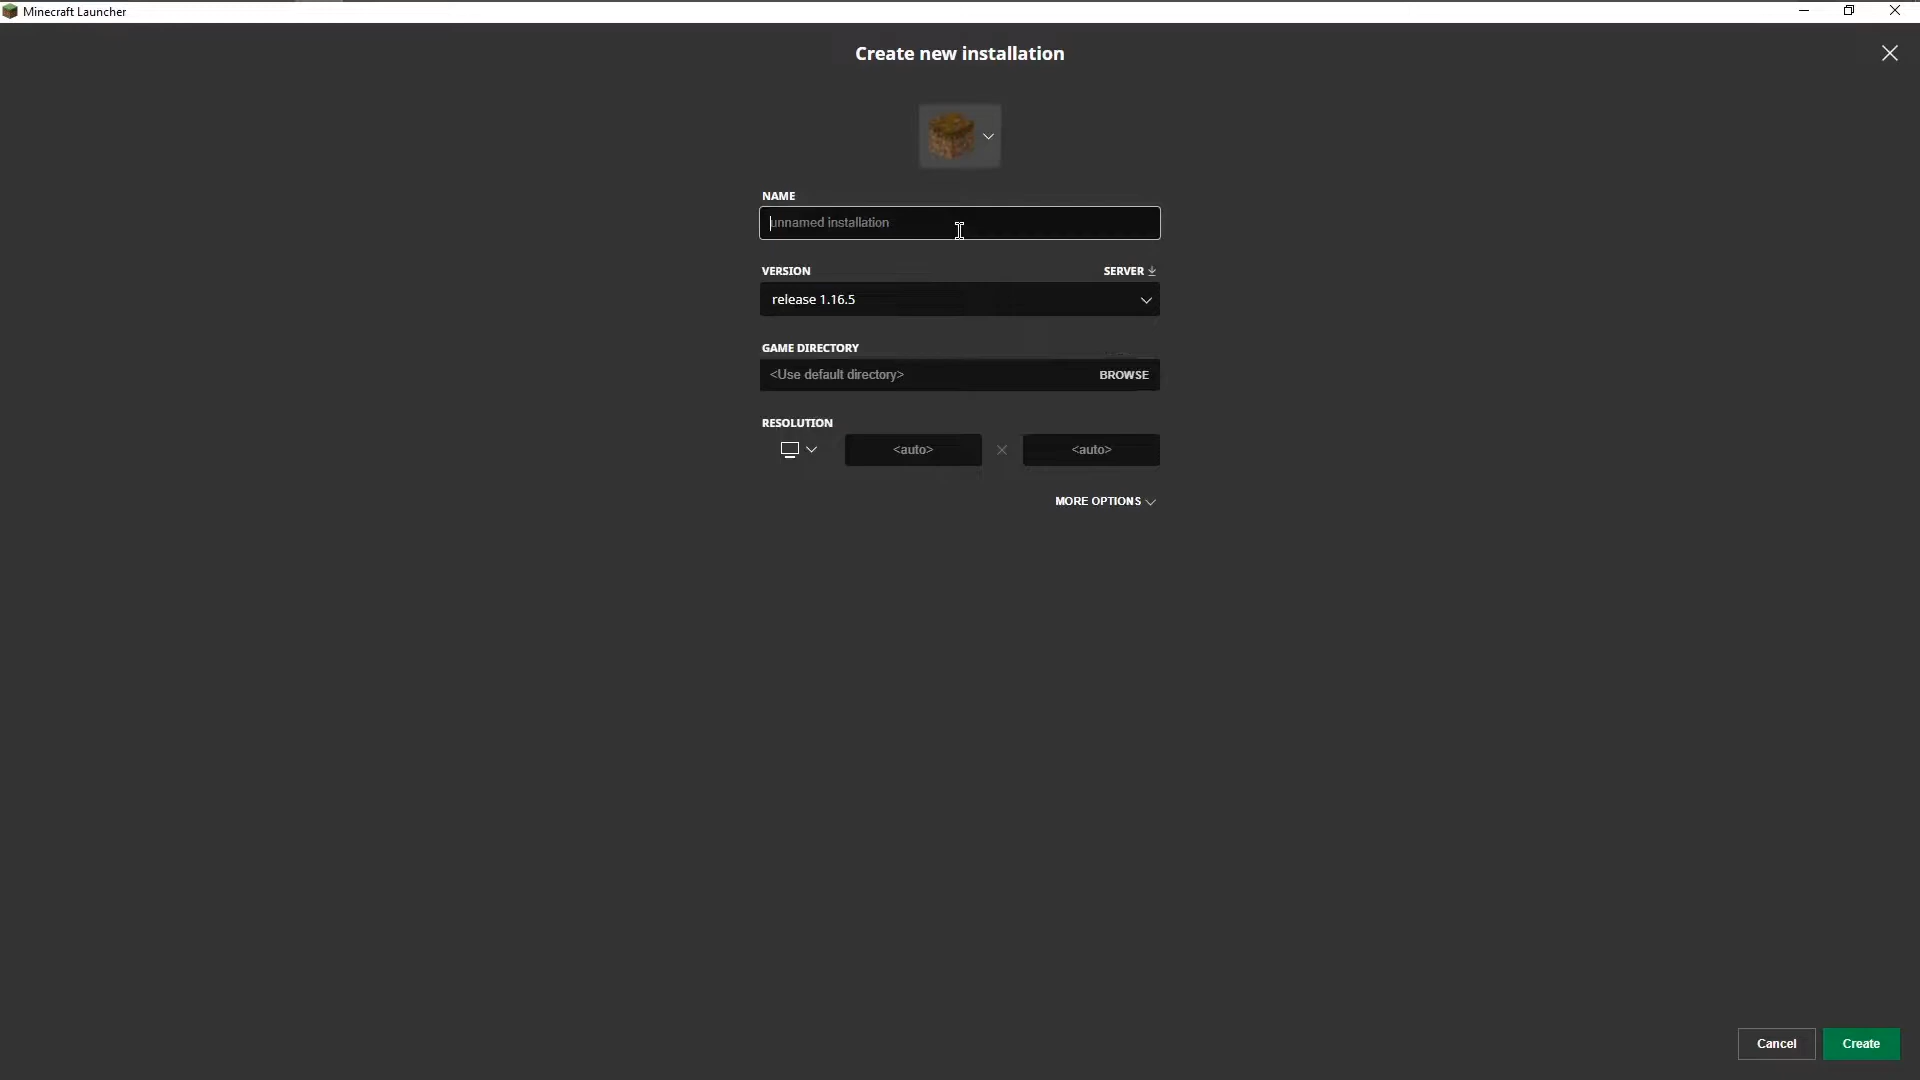 Minecraft Launcher
Create new installation
NAME
unnamed installation
VERSION
SERVER
release 1.16.5
GAME DIRECTORY
<Use default directory>
BROWSE
RESOLUTION
<auto>
<auto>
MORE OPTIONS
Cancel
Create